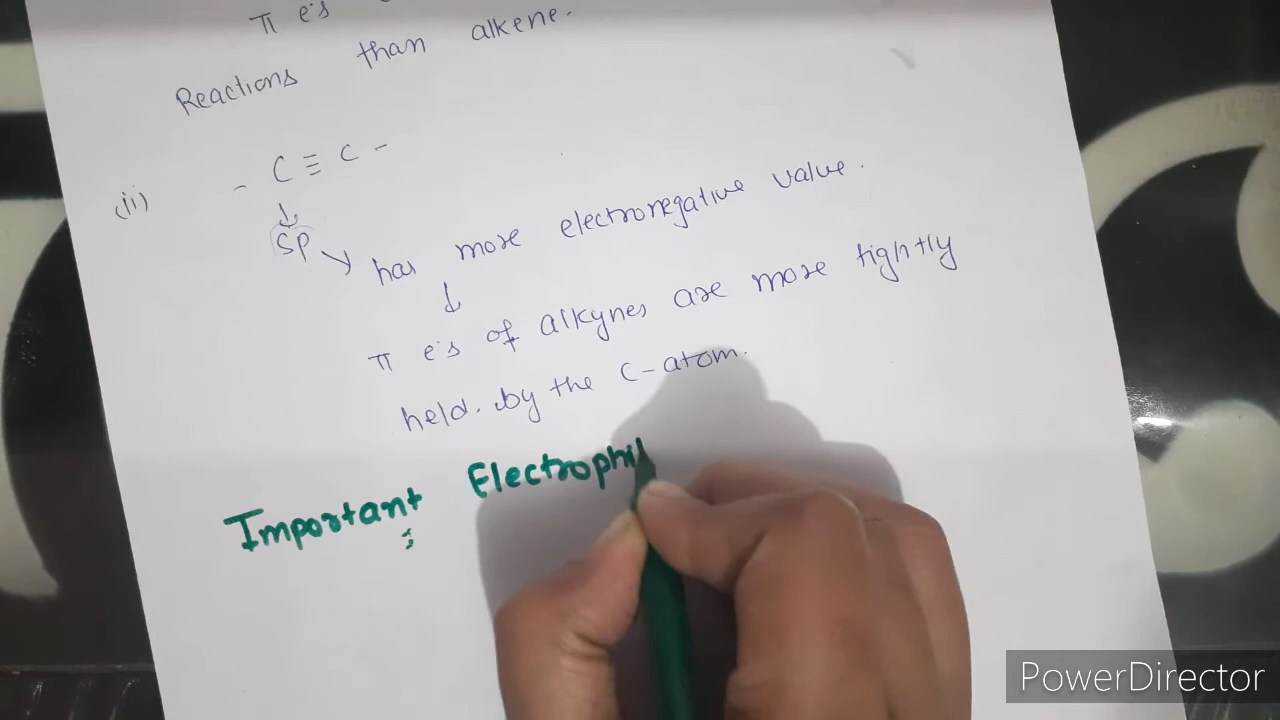 π e's
Reactions than alkene.
(ii) - C ≡ C -
SP has more electronegative value.
π e's of alkynes are more tightly
held. by the C-atom.
Important Electrophil
PowerDirector